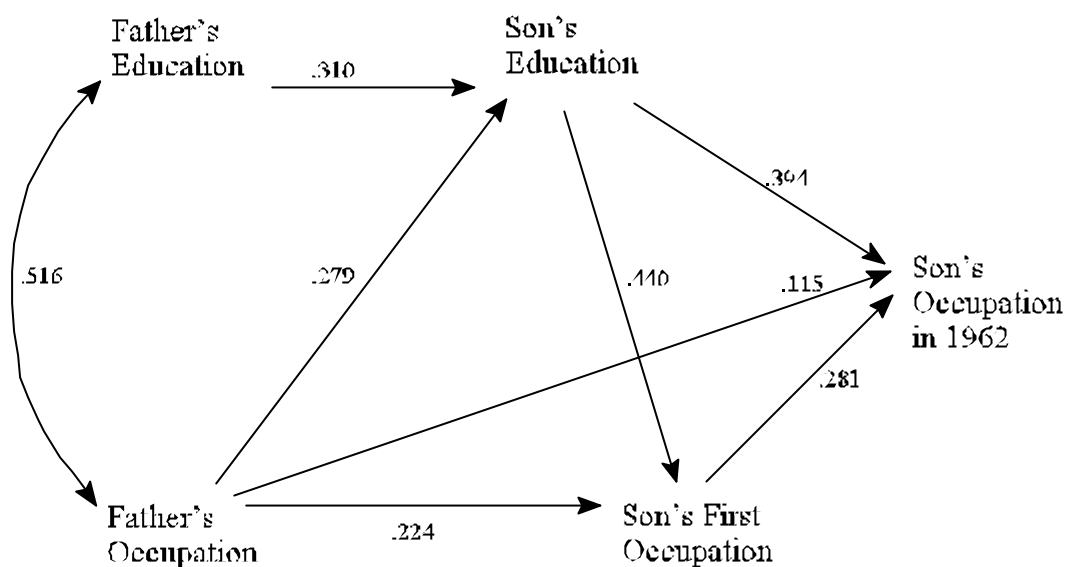 Father's
Education
Son's
Education
.310
.394
.516
.279
.440
.115
Son's
Occupation
in 1962
.281
Father's
Occupation
.224
Son's First
Occupation